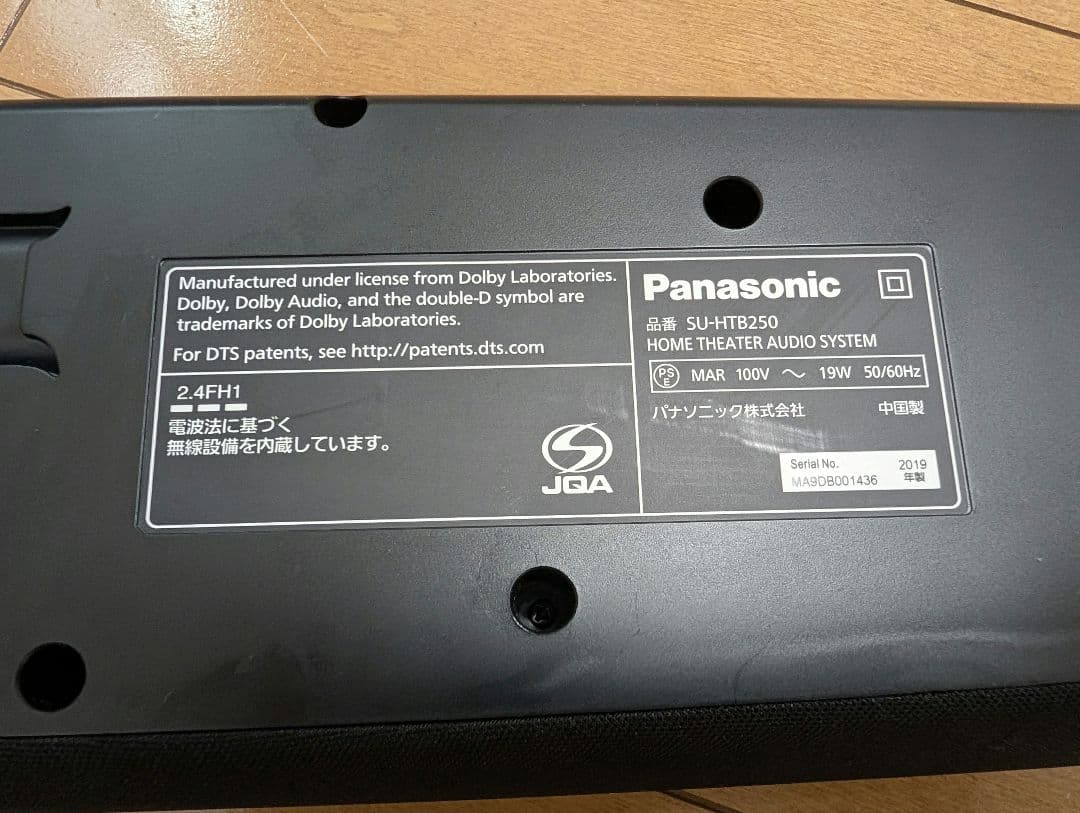 Manufactured under license from Dolby Laboratories.
Dolby, Dolby Audio, and the double-D symbol are
trademarks of Dolby Laboratories.
For DTS patents, see http://patents.dts.com
2.4FH1
電波法に基づく
無線設備を内蔵しています。
JQA
Panasonic
品番 SU-HTB250
HOME THEATER AUDIO SYSTEM
PSE MAR 100V ～ 19W 50/60Hz
パナソニック株式会社 中国製
Serial No. 2019
MA9DB001436 年製